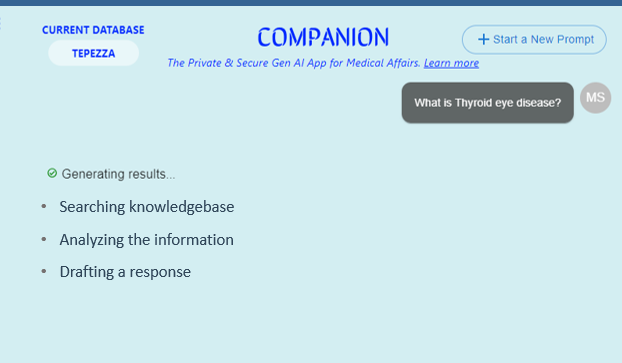 CURRENT DATABASE
TEPEZZA
COMPANION
The Private & Secure Gen AI App for Medical Affairs. Learn more
+ Start a New Prompt
What is Thyroid eye disease?
MS
Generating results...
• Searching knowledgebase
• Analyzing the information
• Drafting a response